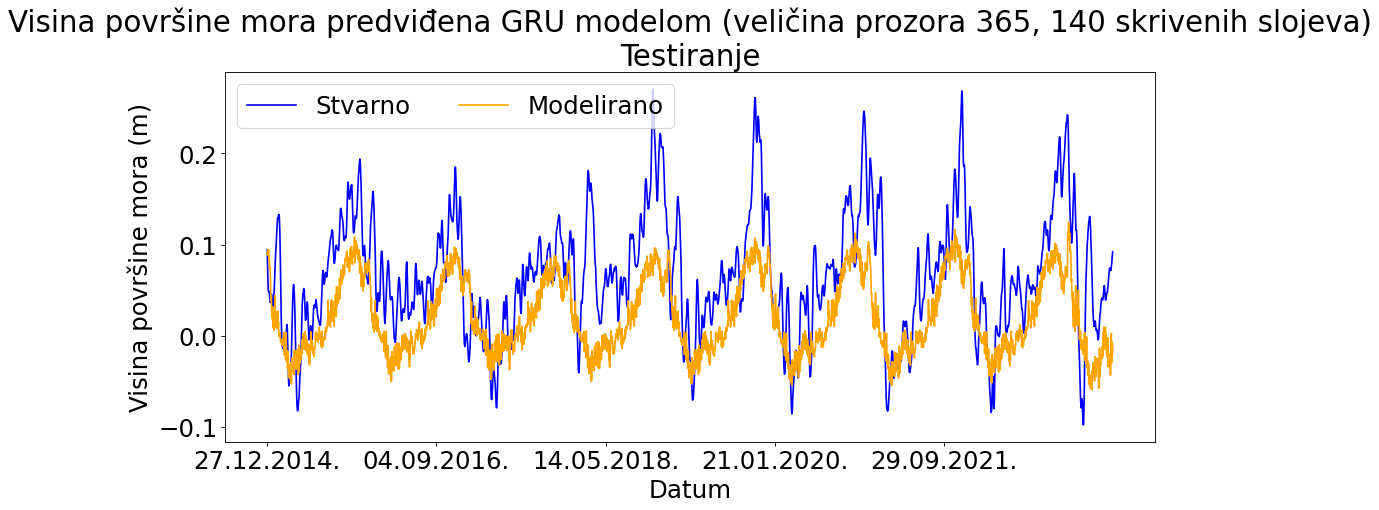 Visina površine mora predviđena GRU modelom (veličina prozora 365, 140 skrivenih slojeva)
Testiranje
Stvarno
Modelirano
Visina površine mora (m)
0.2
0.1
0.0
−0.1
27.12.2014.
04.09.2016.
14.05.2018.
21.01.2020.
29.09.2021.
Datum